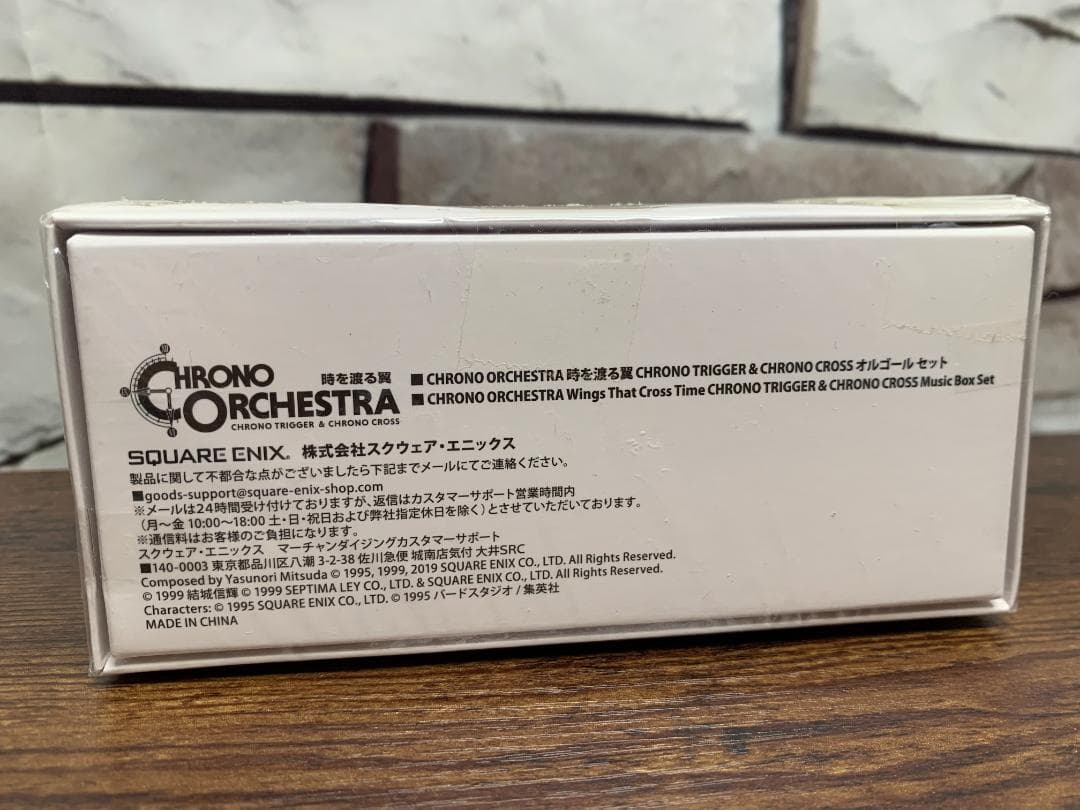 CHRONO
ORCHESTRA
時を渡る翼
CHRONO TRIGGER & CHRONO CROSS
■ CHRONO ORCHESTRA 時を渡る翼 CHRONO TRIGGER & CHRONO CROSS オルゴール セット
■ CHRONO ORCHESTRA Wings That Cross Time CHRONO TRIGGER & CHRONO CROSS Music Box Set
SQUARE ENIX. 株式会社スクウェア・エニックス
製品に関して不都合な点がございましたら下記までメールにてご連絡ください。
■goods-support@square-enix-shop.com
※メールは24時間受け付けておりますが、返信はカスタマーサポート営業時間内
（月〜金 10:00〜18:00 土・日・祝日および弊社指定休日を除く）とさせていただいております。
※通信料はお客様のご負担になります。
スクウェア・エニックス マーチャンダイジングカスタマーサポート
■140-0003 東京都品川区八潮 3-2-38 佐川急便 城南店気付 大井SRC
Composed by Yasunori Mitsuda © 1995, 1999, 2019 SQUARE ENIX CO., LTD. All Rights Reserved.
© 1999 結城信輝 © 1999 SEPTIMA LEY CO., LTD. & SQUARE ENIX CO., LTD. All Rights Reserved.
Characters: © 1995 SQUARE ENIX CO., LTD. © 1995 バードスタジオ / 集英社
MADE IN CHINA